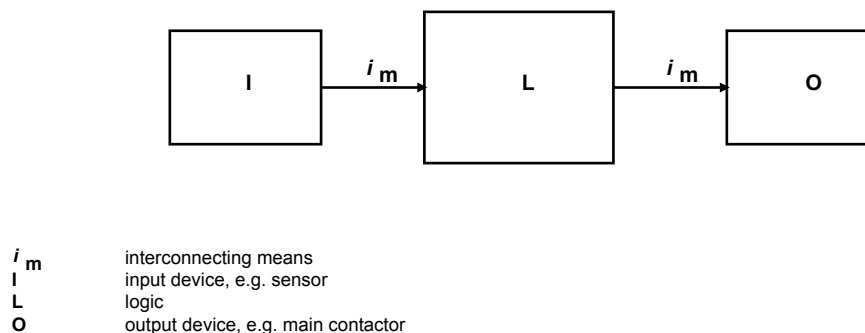 i m i m
I L O
i m interconnecting means
I input device, e.g. sensor
L logic
O output device, e.g. main contactor